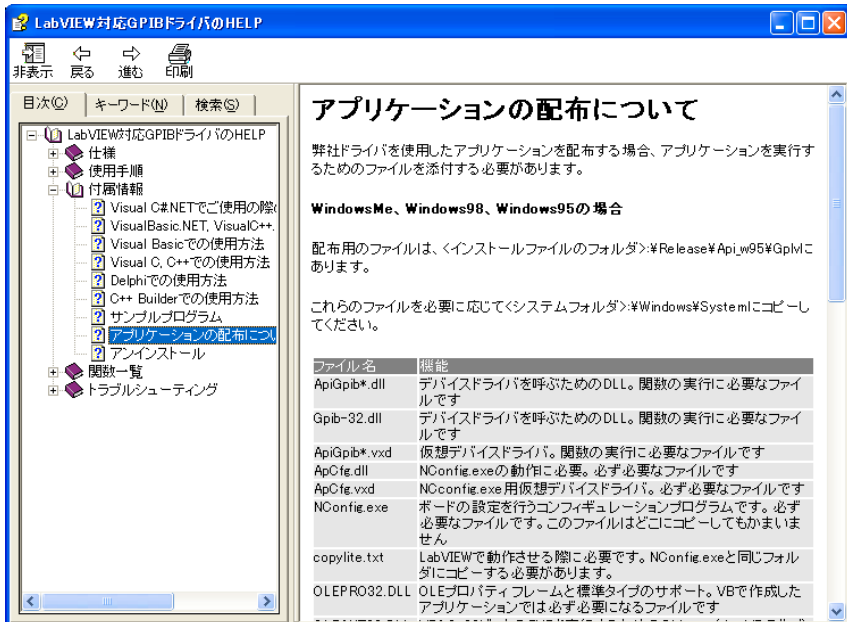 LabVIEW対応GPIBドライバのHELP
非表示 戻る 進む 印刷
目次(C) キーワード(N) 検索(S)
LabVIEW対応GPIBドライバのHELP
仕様
使用手順
付属情報
Visual C#.NETでご使用の際
VisualBasic.NET, VisualC++.
Visual Basicでの使用方法
Visual C, C++での使用方法
Delphiでの使用方法
C++ Builderでの使用方法
サンプルプログラム
アプリケーションの配布につい
アンインストール
関数一覧
トラブルシューティング
アプリケーションの配布について
弊社ドライバを使用したアプリケーションを配布する場合、アプリケーションを実行す
るためのファイルを添付する必要があります。
WindowsMe、Windows98、Windows95の場合
配布用のファイルは、<インストールファイルのフォルダ>:¥Release¥Api_w95¥Gplvに
あります。
これらのファイルを必要に応じて<システムフォルダ>:¥Windows¥Systemにコピーし
てください。
ファイル名 機能
ApiGpib*.dll デバイスドライバを呼ぶためのDLL。関数の実行に必要なファイ
ルです
Gpib-32.dll デバイスドライバを呼ぶためのDLL。関数の実行に必要なファイ
ルです
ApiGpib*.vxd 仮想デバイスドライバ。関数の実行に必要なファイルです
ApCfg.dll NConfig.exeの動作に必要。必ず必要なファイルです
ApCfg.vxd NCconfig.exe用仮想デバイスドライバ。必ず必要なファイルです
NConfig.exe ボードの設定を行うコンフィギュレーションプログラムです。必ず
必要なファイルです。このファイルはどこにコピーしてもかまいま
せん
copylite.txt LabVIEWで動作させる際に必要です。NConfig.exeと同じフォル
ダにコピーする必要があります。
OLEPRO32.DLL OLEプロパティフレームと標準タイプのサポート。VBで作成した
アプリケーションでは必ず必要になるファイルです